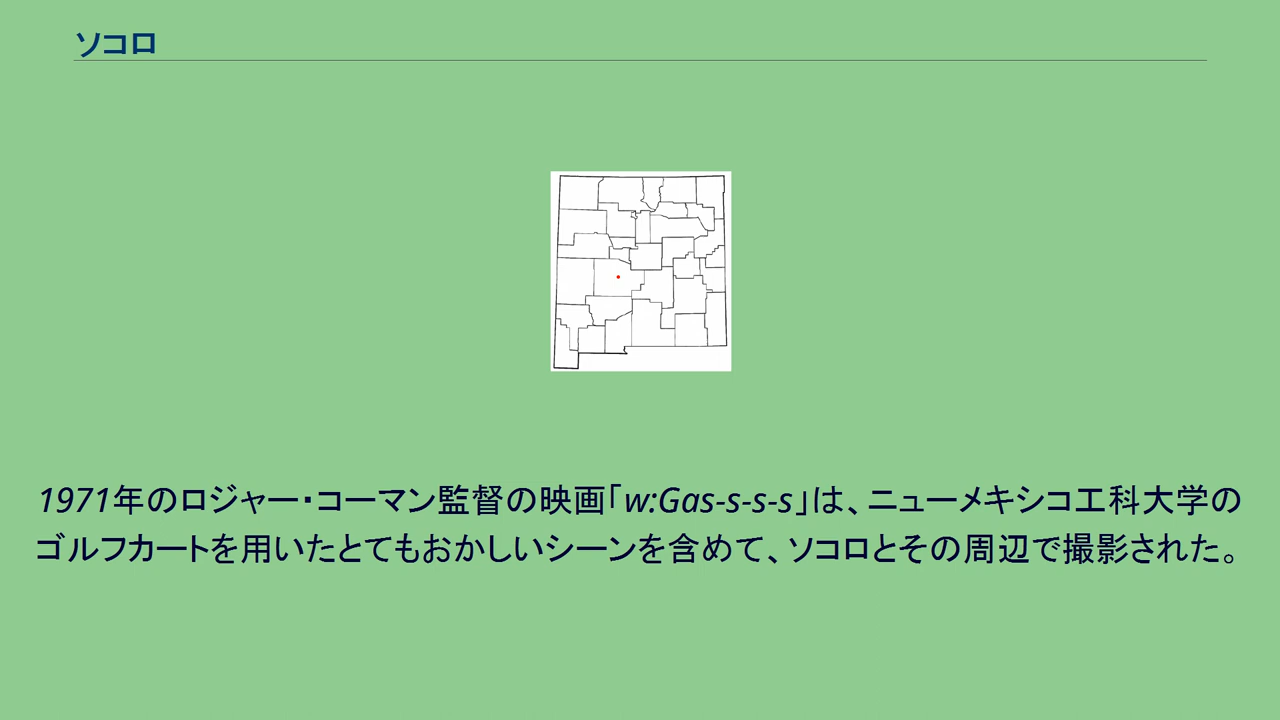 ソコロ
1971年のロジャー・コーマン監督の映画「w:Gas-s-s-s」は、ニューメキシコ工科大学の
ゴルフカートを用いたとてもおかしいシーンを含めて、ソコロとその周辺で撮影された。